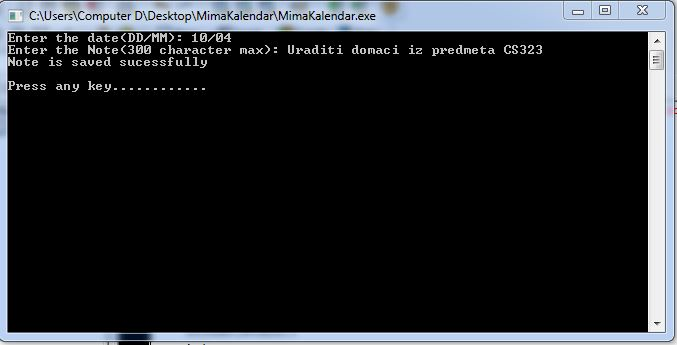 C:\Users\Computer D\Desktop\MimaKalendar\MimaKalendar.exe
Enter the date(DD/MM): 10/04
Enter the Note(300 character max): Uraditi domaci iz predmeta CS323
Note is saved sucessfully
Press any key............